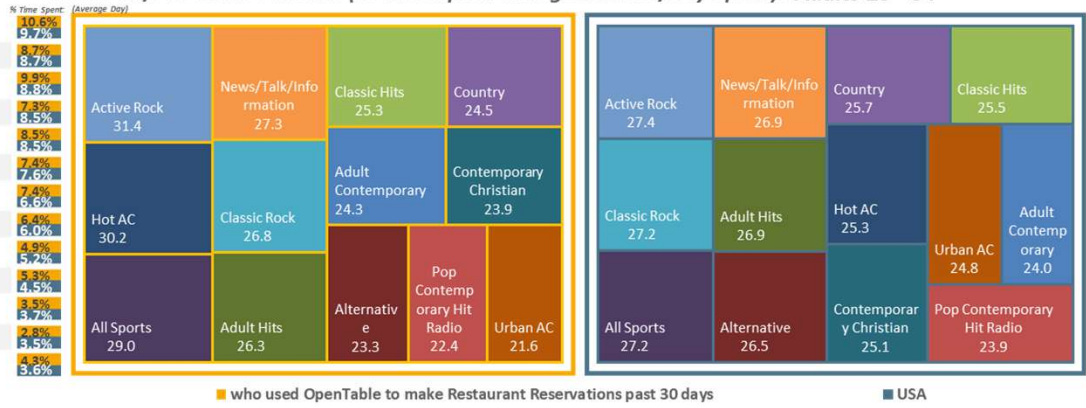 % Time Spent: (Average Day)
10.6%
9.7%
8.7%
8.7%
9.9%
8.8%
7.3%
8.5%
8.5%
8.5%
7.4%
7.6%
7.4%
6.6%
6.4%
6.0%
4.9%
5.2%
5.3%
4.5%
3.5%
3.7%
2.8%
3.5%
4.3%
3.6%
Active Rock
31.4
News/Talk/Info
rmation
27.3
Classic Hits
25.3
Country
24.5
Hot AC
30.2
Classic Rock
26.8
Adult
Contemporary
24.3
Contemporary
Christian
23.9
All Sports
29.0
Adult Hits
26.3
Alternativ
e
23.3
Pop
Contemp
orary Hit
Radio
22.4
Urban AC
21.6
Active Rock
27.4
News/Talk/Info
rmation
26.9
Country
25.7
Classic Hits
25.5
Classic Rock
27.2
Adult Hits
26.9
Hot AC
25.3
Urban AC
24.8
Adult
Contemp
orary
24.0
All Sports
27.2
Alternative
26.5
Contemporar
y Christian
25.1
Pop Contemporary
Hit Radio
23.9
who used OpenTable to make Restaurant Reservations past 30 days
USA